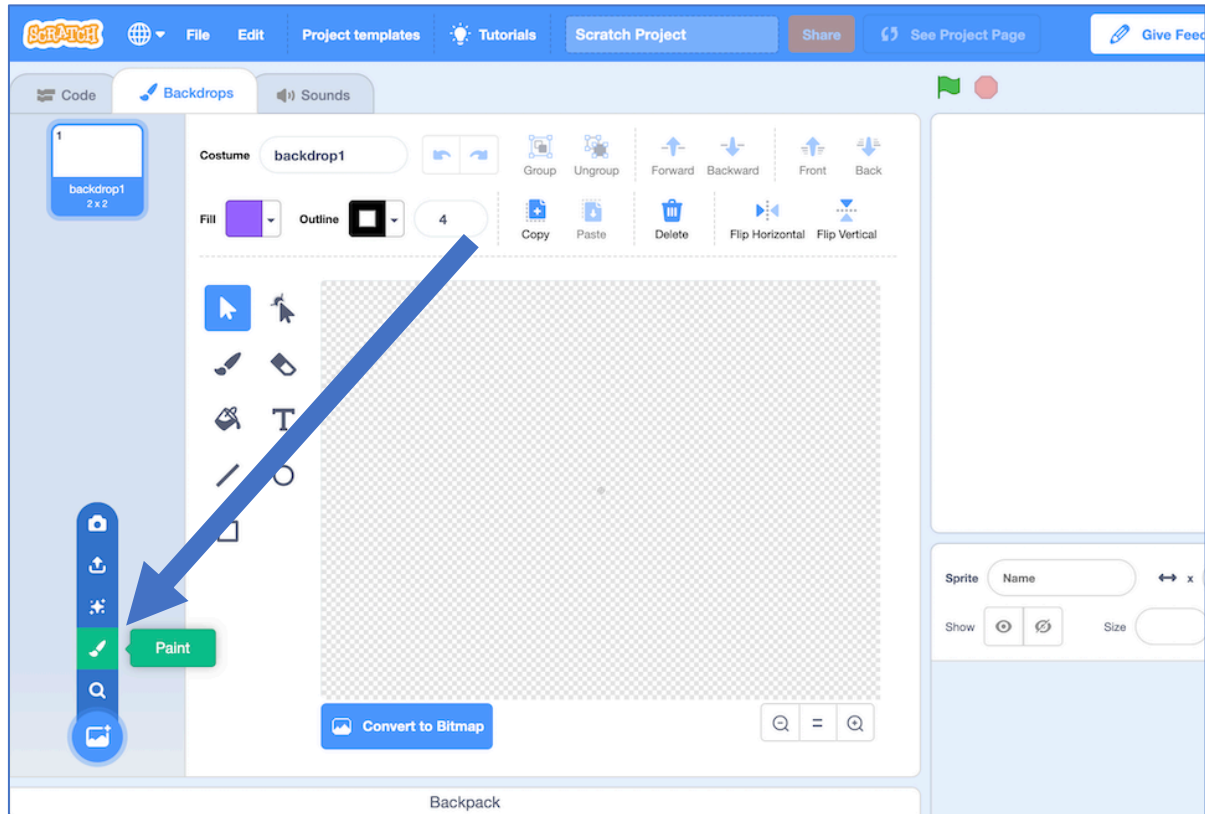 SCRATCH File Edit Project templates Tutorials Scratch Project Share See Project Page Give Feed
Code Backdrops Sounds
1
backdrop1
2 x 2
Costume backdrop1 Group Ungroup Forward Backward Front Back
Fill Outline 4 Copy Paste Delete Flip Horizontal Flip Vertical
T
Paint
Convert to Bitmap =
Sprite Name x
Show Size
Backpack